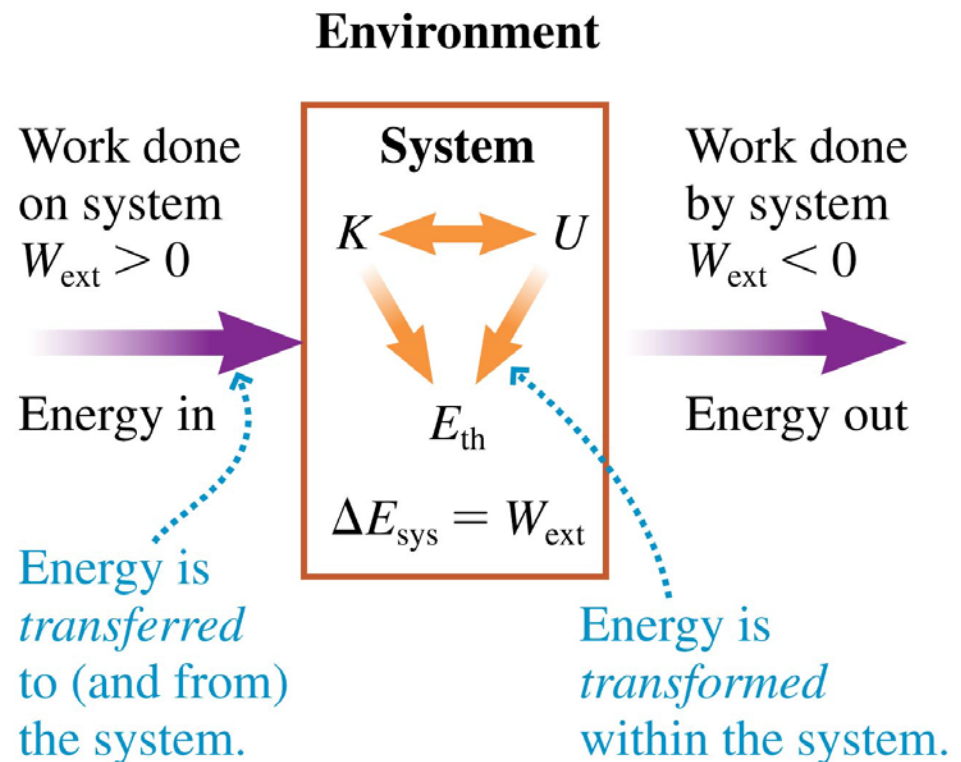 Environment
Work done
on system
W_ext > 0
Energy in
System
K
U
E_th
ΔE_sys = W_ext
Work done
by system
W_ext < 0
Energy out
Energy is
transferred
to (and from)
the system.
Energy is
transformed
within the system.